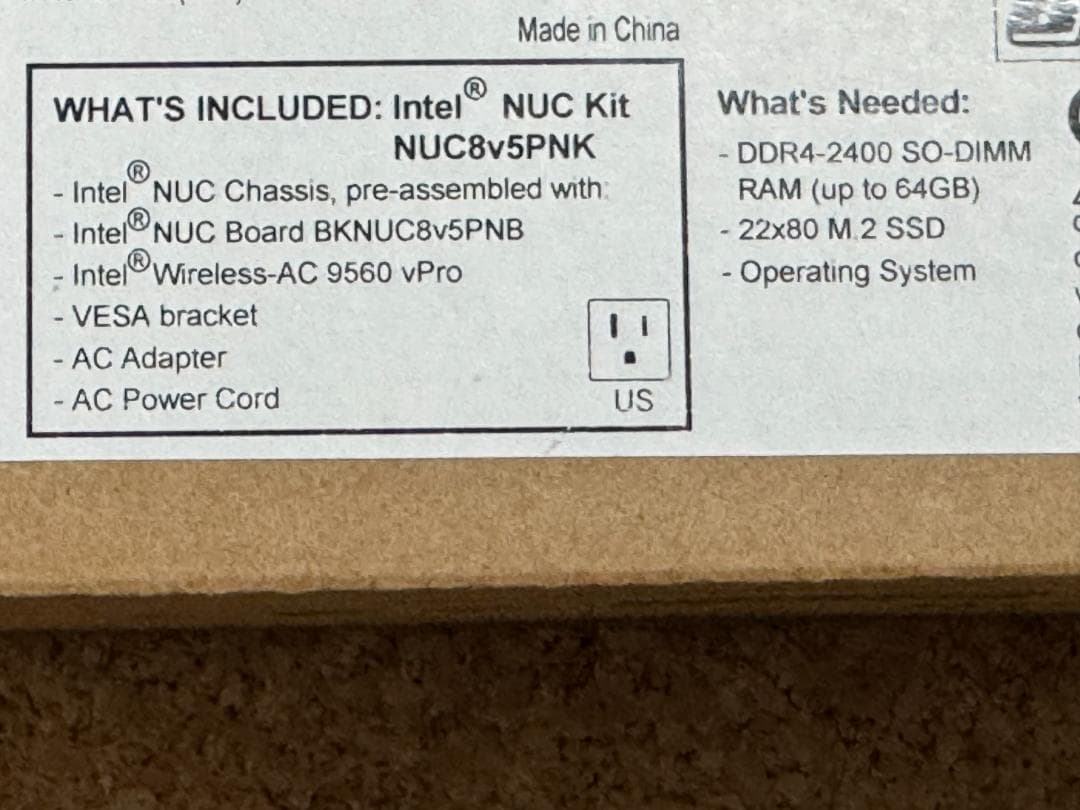 Made in China
WHAT'S INCLUDED: Intel® NUC Kit
NUC8v5PNK
- Intel® NUC Chassis, pre-assembled with:
- Intel® NUC Board BKNUC8v5PNB
- Intel® Wireless-AC 9560 vPro
- VESA bracket
- AC Adapter
- AC Power Cord
US
What's Needed:
- DDR4-2400 SO-DIMM
RAM (up to 64GB)
- 22x80 M.2 SSD
- Operating System